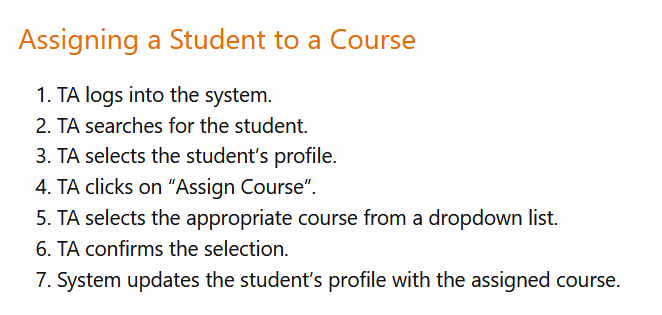 Assigning a Student to a Course
1. TA logs into the system.
2. TA searches for the student.
3. TA selects the student’s profile.
4. TA clicks on “Assign Course”.
5. TA selects the appropriate course from a dropdown list.
6. TA confirms the selection.
7. System updates the student’s profile with the assigned course.